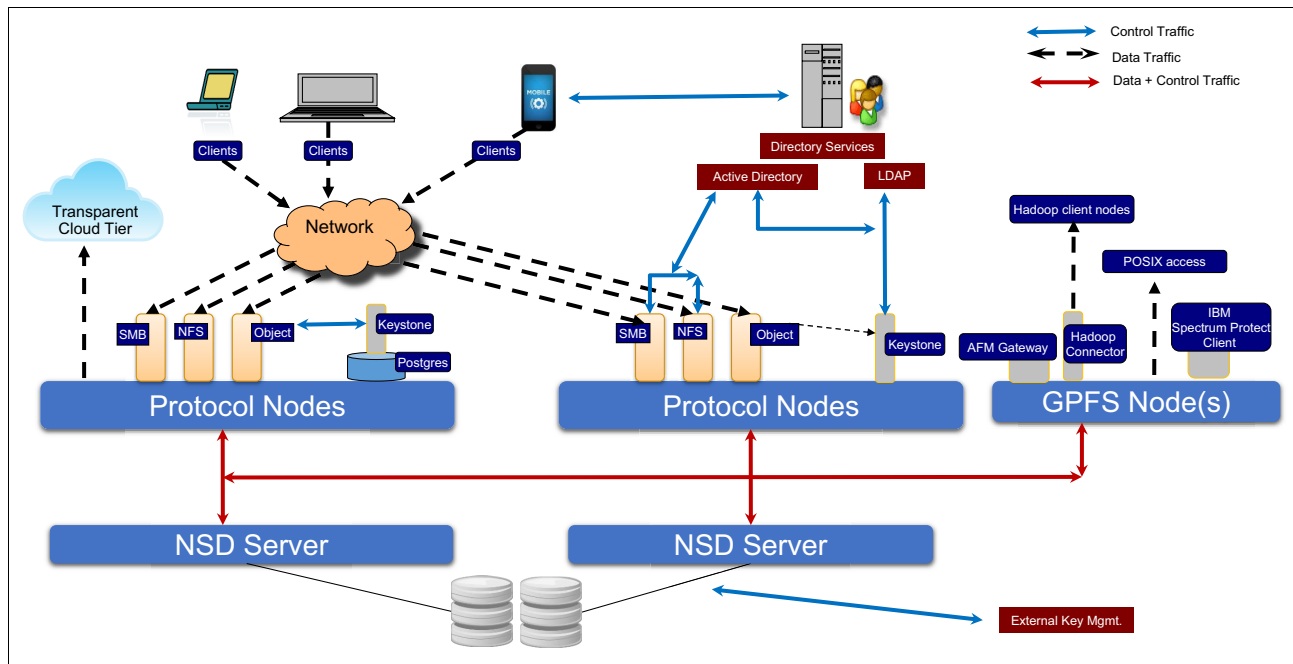 Control Traffic
Data Traffic
Data + Control Traffic
MOBILE
Clients
Clients
Clients
Directory Services
Active Directory
LDAP
Transparent
Cloud Tier
Network
Hadoop client nodes
POSIX access
SMB
NFS
Object
Keystone
Postgres
SMB
NFS
Object
Keystone
AFM Gateway
Hadoop
Connector
IBM
Spectrum Protect
Client
Protocol Nodes
Protocol Nodes
GPFS Node(s)
NSD Server
NSD Server
External Key Mgmt.